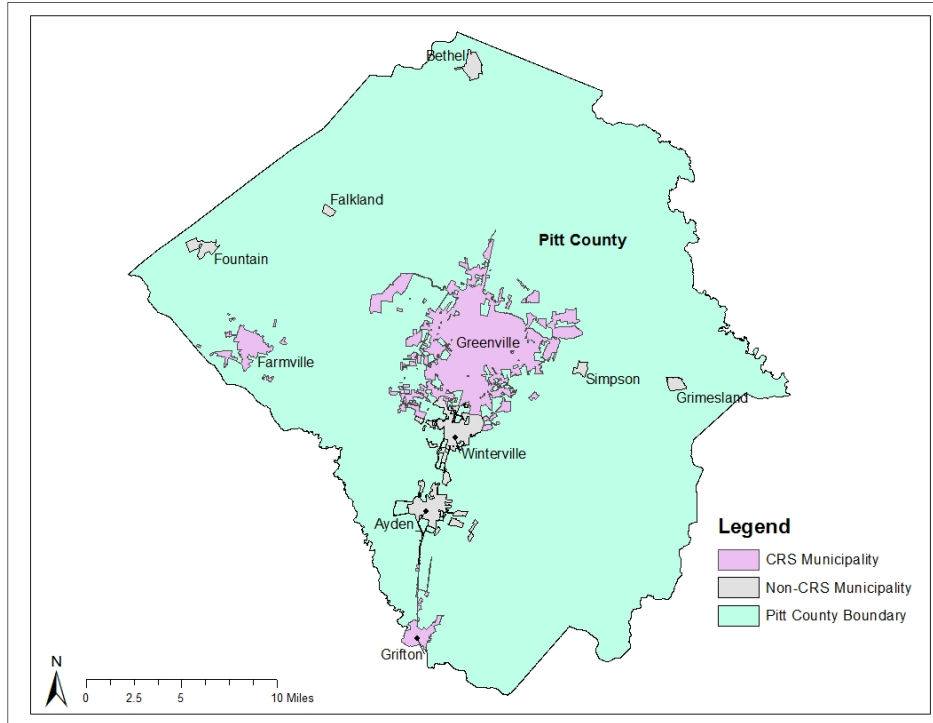 Bethel
Falkland
Pitt County
Fountain
Greenville
Farmville
Simpson
Grimesland
Winterville
Ayden
Legend
CRS Municipality
Non-CRS Municipality
Pitt County Boundary
Grifton
N
0 2.5 5 10 Miles